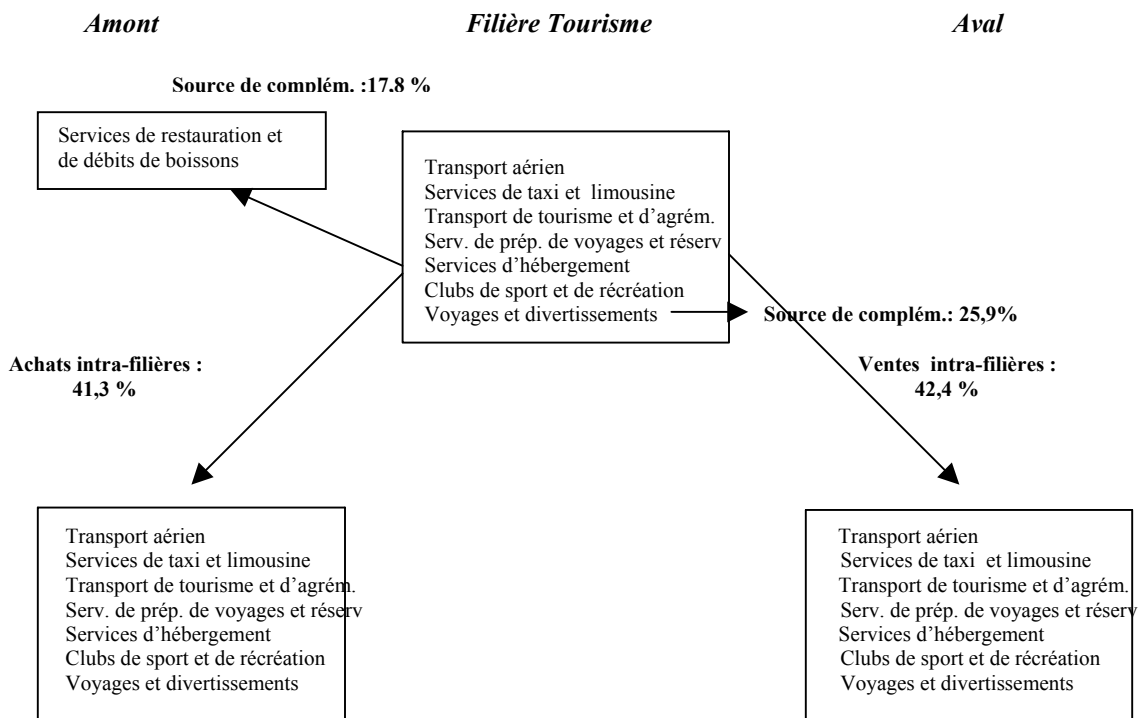 Amont
Filière Tourisme
Aval
Source de complém. :17,8 %
Services de restauration et
de débits de boissons
Transport aérien
Services de taxi et limousine
Transport de tourisme et d’agrém.
Serv. de prép. de voyages et réserv
Services d’hébergement
Clubs de sport et de récréation
Voyages et divertissements
Source de complém.: 25,9%
Achats intra-filières :
41,3 %
Ventes intra-filières :
42,4 %
Transport aérien
Services de taxi et limousine
Transport de tourisme et d’agrém.
Serv. de prép. de voyages et réserv
Services d’hébergement
Clubs de sport et de récréation
Voyages et divertissements
Transport aérien
Services de taxi et limousine
Transport de tourisme et d’agrém.
Serv. de prép. de voyages et réserv
Services d’hébergement
Clubs de sport et de récréation
Voyages et divertissements